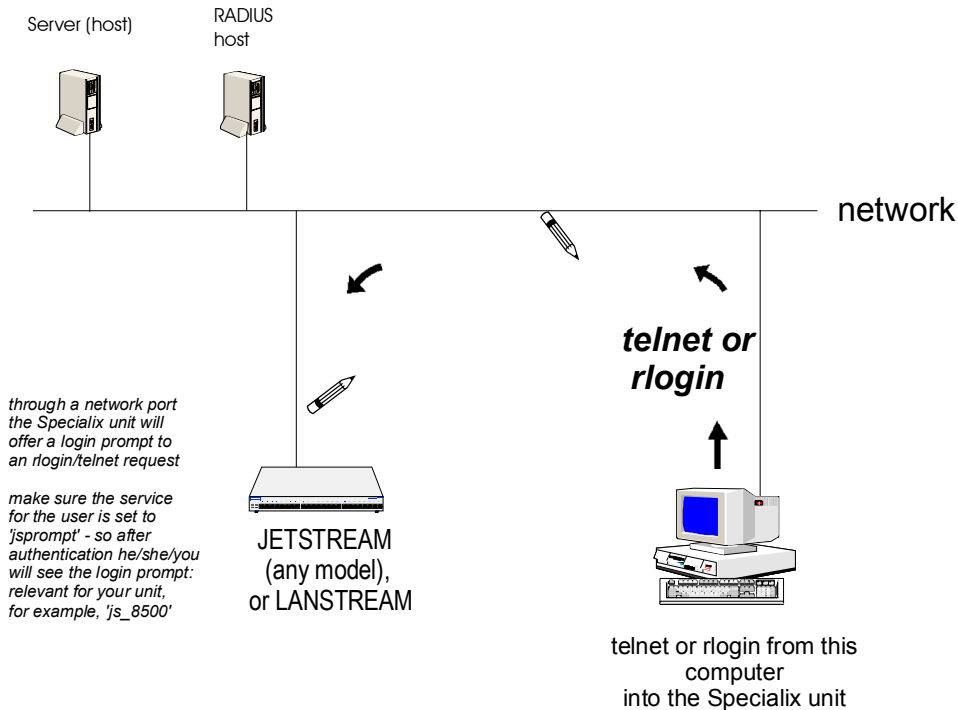 Server (host)
RADIUS
host
network
telnet or
rlogin
through a network port
the Specialix unit will
offer a login prompt to
an rlogin/telnet request
make sure the service
for the user is set to
'jsprompt' - so after
authentication he/she/you
will see the login prompt:
relevant for your unit,
for example, 'js_8500'
JETSTREAM
(any model),
or LANSTREAM
telnet or rlogin from this
computer
into the Specialix unit